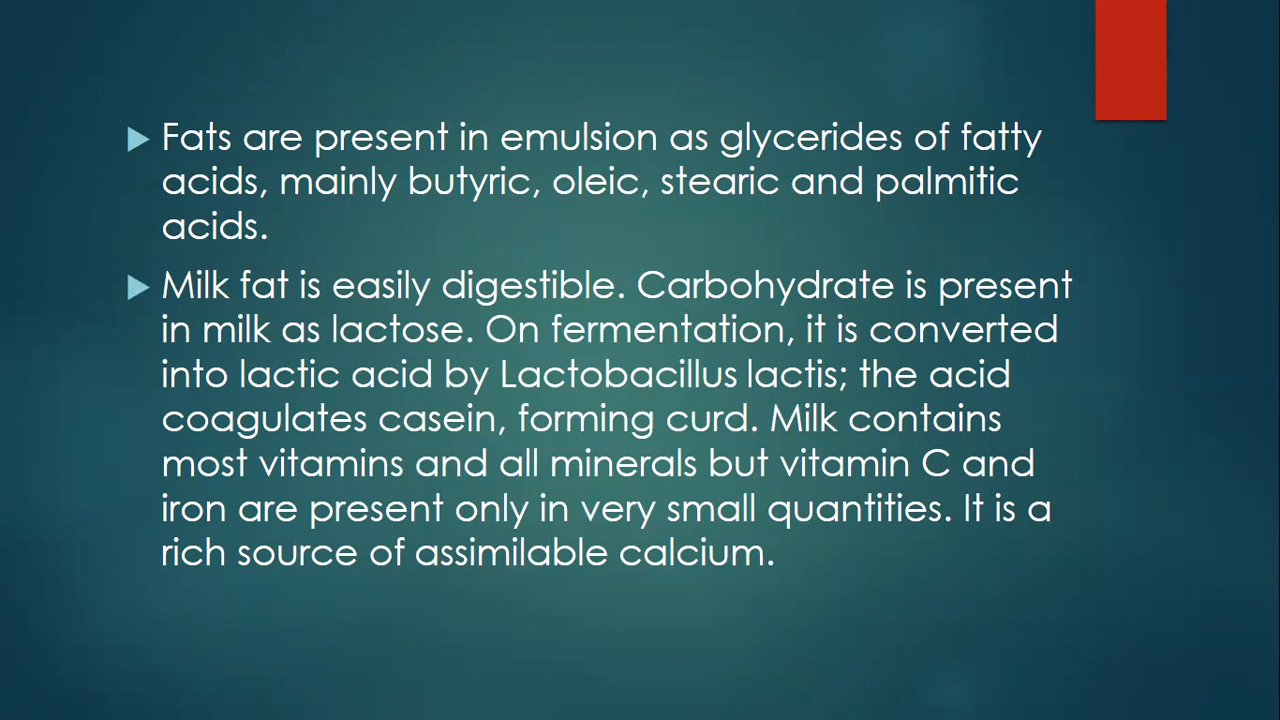 Fats are present in emulsion as glycerides of fatty
acids, mainly butyric, oleic, stearic and palmitic
acids.
Milk fat is easily digestible. Carbohydrate is present
in milk as lactose. On fermentation, it is converted
into lactic acid by Lactobacillus lactis; the acid
coagulates casein, forming curd. Milk contains
most vitamins and all minerals but vitamin C and
iron are present only in very small quantities. It is a
rich source of assimilable calcium.